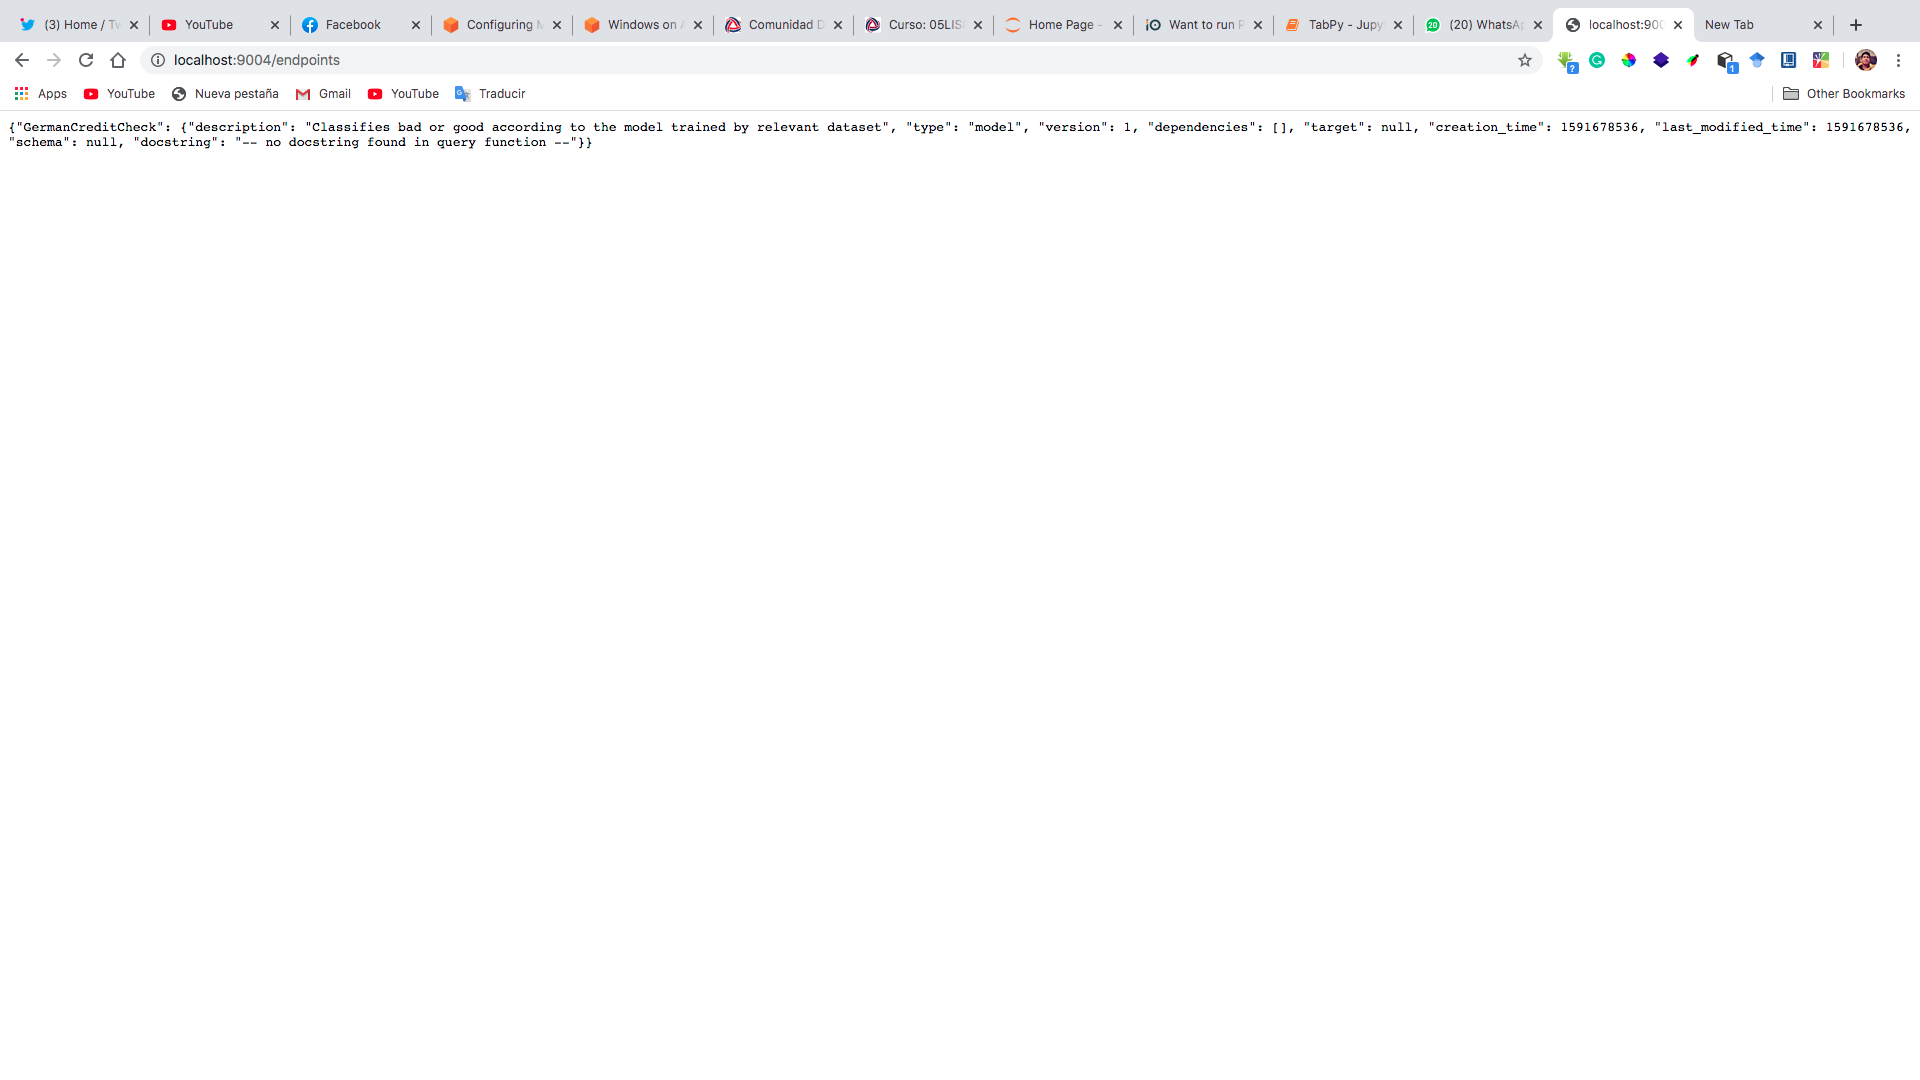 (3) Home / Tw
YouTube
Facebook
Configuring M
Windows on A
Comunidad D
Curso: 05LIS
Home Page -
Want to run P
TabPy - Jupy
20
(20) WhatsAp
localhost:900
New Tab
localhost:9004/endpoints
?
1
Apps
YouTube
Nueva pestaña
Gmail
YouTube
Traducir
Other Bookmarks
{"GermanCreditCheck": {"description": "Classifies bad or good according to the model trained by relevant dataset", "type": "model", "version": 1, "dependencies": [], "target": null, "creation_time": 1591678536, "last_modified_time": 1591678536,
"schema": null, "docstring": "-- no docstring found in query function --"}}